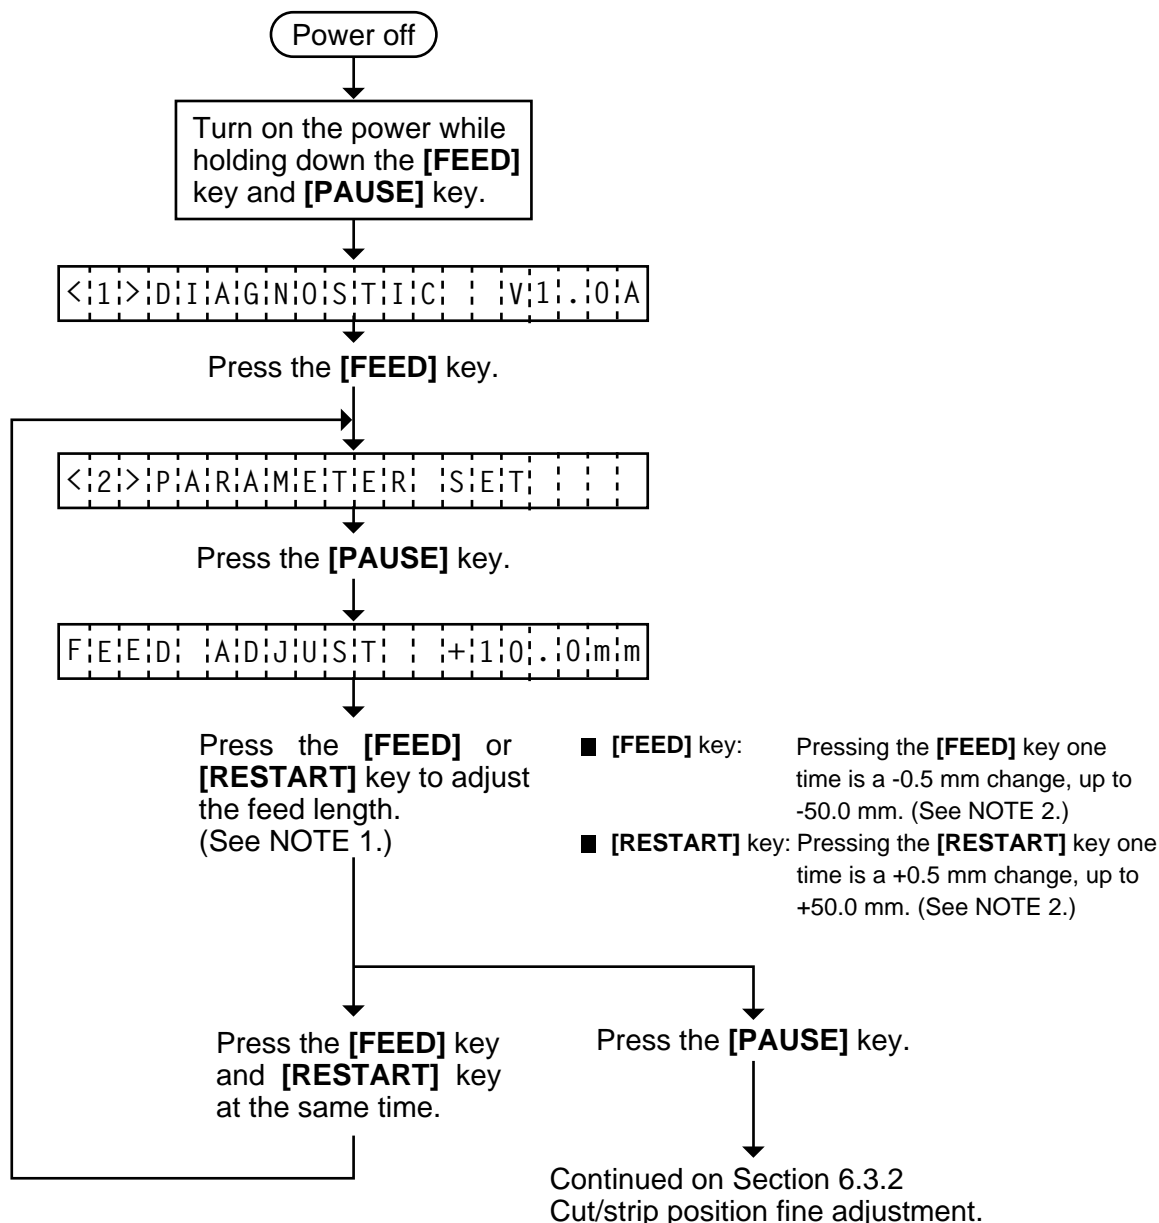 Power off
Turn on the power while
holding down the [FEED]
key and [PAUSE] key.
<1>DIAGNOSTIC  V1.0A
Press the [FEED] key.
<2>PARAMETER SET
Press the [PAUSE] key.
FEED ADJUST  +10.0mm
Press the [FEED] or
[RESTART] key to adjust
the feed length.
(See NOTE 1.)
■ [FEED] key: Pressing the [FEED] key one
time is a -0.5 mm change, up to
-50.0 mm. (See NOTE 2.)
■ [RESTART] key: Pressing the [RESTART] key one
time is a +0.5 mm change, up to
+50.0 mm. (See NOTE 2.)
Press the [FEED] key
and [RESTART] key
at the same time.
Press the [PAUSE] key.
Continued on Section 6.3.2
Cut/strip position fine adjustment.